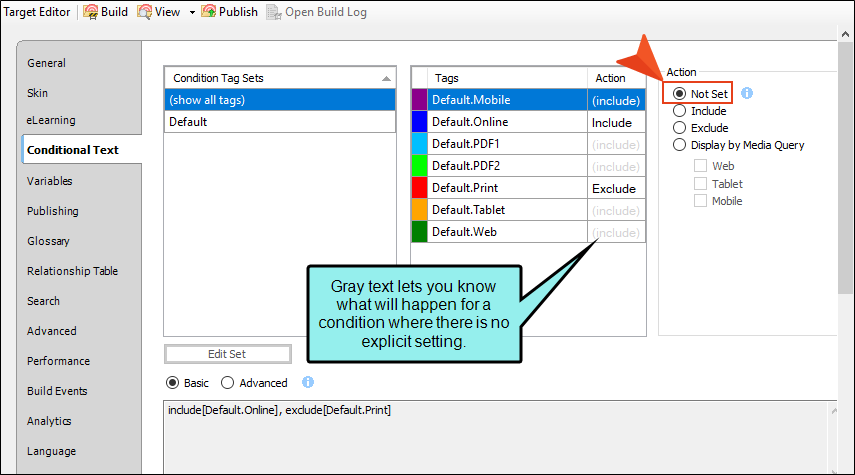 Target Editor Build View Publish Open Build Log
General
Skin
eLearning
Conditional Text
Variables
Publishing
Glossary
Relationship Table
Search
Advanced
Performance
Build Events
Analytics
Language
Condition Tag Sets
(show all tags)
Default
Tags Action
Default.Mobile (include)
Default.Online Include
Default.PDF1 (include)
Default.PDF2 (include)
Default.Print Exclude
Default.Tablet (include)
Default.Web (include)
Action
Not Set
Include
Exclude
Display by Media Query
Web
Tablet
Mobile
Gray text lets you know
what will happen for a
condition where there is no
explicit setting.
Edit Set
Basic Advanced
include[Default.Online], exclude[Default.Print]